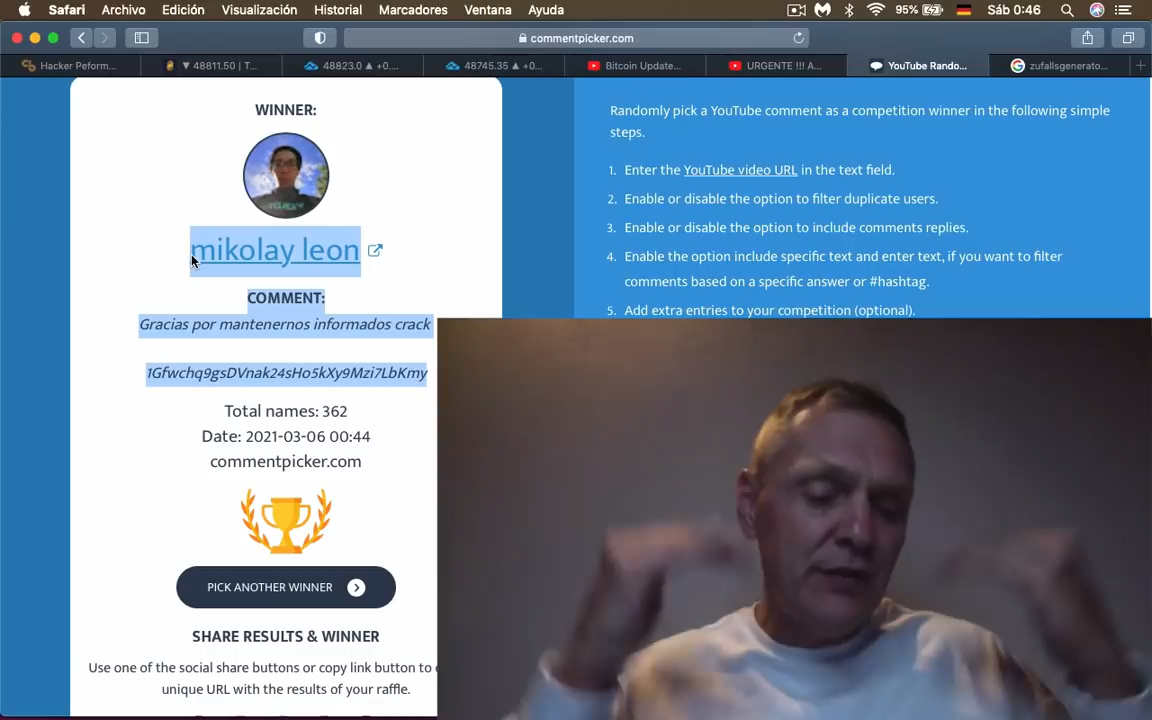 Safari Archivo Edición Visualización Historial Marcadores Ventana Ayuda 95% Sáb 0:46
commentpicker.com
Hacker Peform... ▼ 48811.50 | T... 48823.0 ▲ +0.... 48745.35 ▲ +0... Bitcoin Update... URGENTE !!! A... YouTube Rando... zufallsgenerato...
WINNER:
mikolay leon
COMMENT:
Gracias por mantenernos informados crack
1Gfwchq9gsDVnak24sHo5kXy9Mzi7LbKmy
Total names: 362
Date: 2021-03-06 00:44
commentpicker.com
PICK ANOTHER WINNER
SHARE RESULTS & WINNER
Use one of the social share buttons or copy link button to
unique URL with the results of your raffle.
Randomly pick a YouTube comment as a competition winner in the following simple
steps.
1. Enter the YouTube video URL in the text field.
2. Enable or disable the option to filter duplicate users.
3. Enable or disable the option to include comments replies.
4. Enable the option include specific text and enter text, if you want to filter
comments based on a specific answer or #hashtag.
5. Add extra entries to your competition (optional).